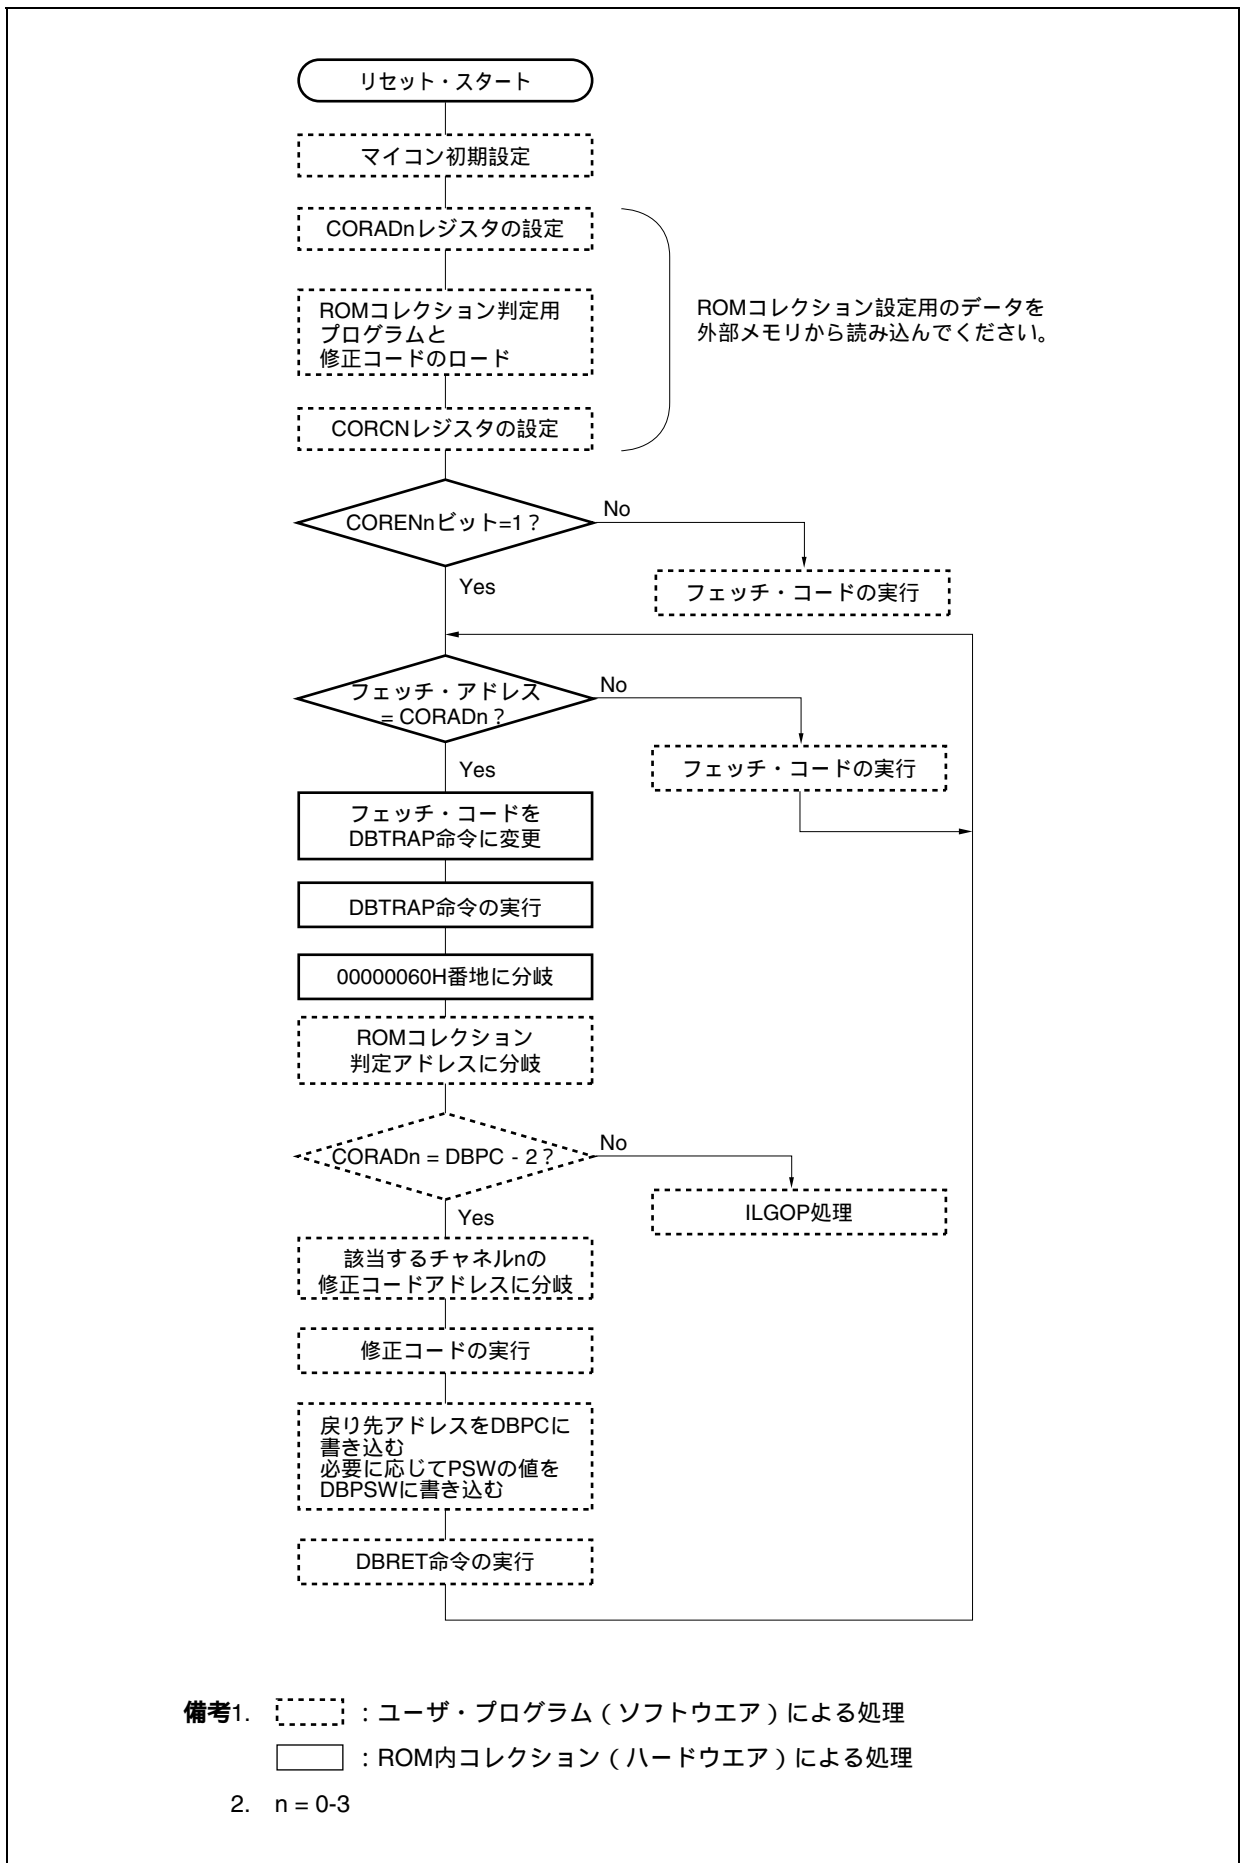 リセット・スタート
マイコン初期設定
CORADnレジスタの設定
ROMコレクション判定用
プログラムと
修正コードのロード
ROMコレクション設定用のデータを
外部メモリから読み込んでください。
CORCNレジスタの設定
CORENnビット=1？
No
フェッチ・コードの実行
Yes
フェッチ・アドレス
= CORADn？
No
フェッチ・コードの実行
Yes
フェッチ・コードを
DBTRAP命令に変更
DBTRAP命令の実行
00000060H番地に分岐
ROMコレクション
判定アドレスに分岐
CORADn = DBPC - 2？
No
ILGOP処理
Yes
該当するチャネルnの
修正コードアドレスに分岐
修正コードの実行
戻り先アドレスをDBPCに
書き込む
必要に応じてPSWの値を
DBPSWに書き込む
DBRET命令の実行
備考1. ：ユーザ・プログラム（ソフトウエア）による処理
：ROM内コレクション（ハードウエア）による処理
2. n = 0-3